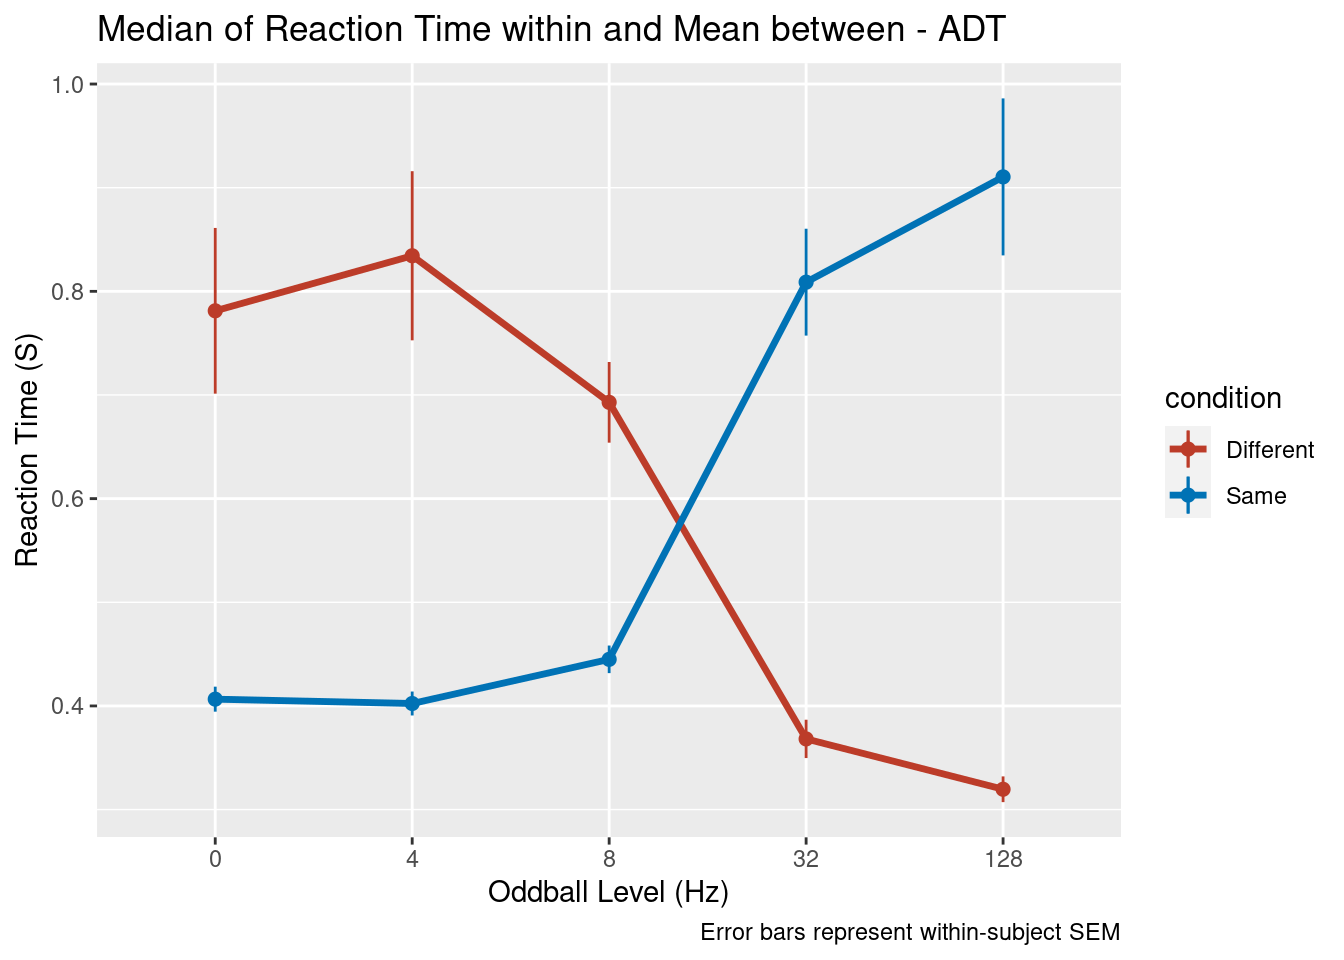 Median of Reaction Time within and Mean between - ADT
1.0
0.8
0.6
0.4
Reaction Time (S)
0 4 8 32 128
Oddball Level (Hz)
Error bars represent within-subject SEM
condition
Different
Same